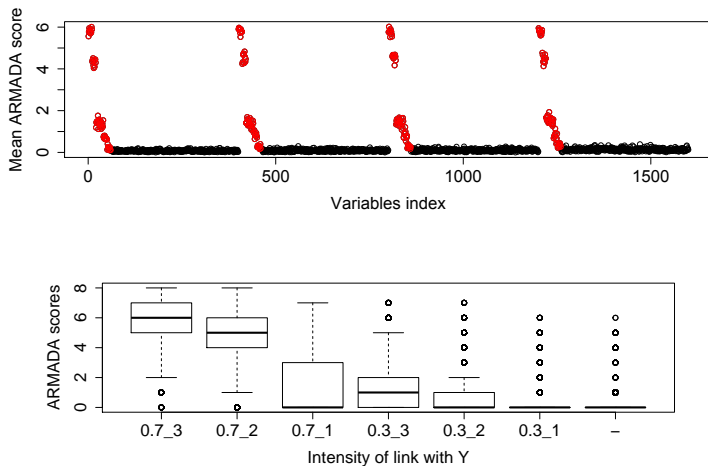 Mean ARMADA score
6
4
2
0
0 500 1000 1500
Variables index
ARMADA scores
8
6
4
2
0
0.7_3 0.7_2 0.7_1 0.3_3 0.3_2 0.3_1 –
Intensity of link with Y